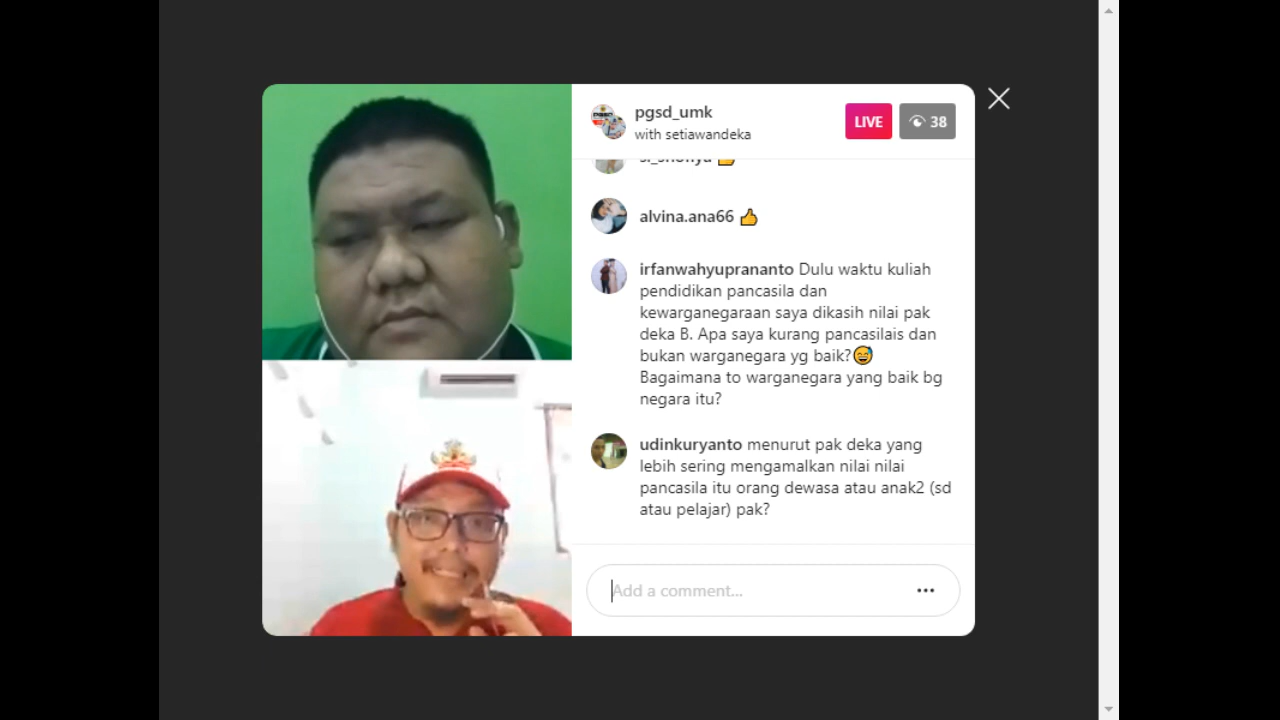 pgsd_umk
with setiawandeka
LIVE
38
alvina.ana66 👍
irfanwahyuprananto Dulu waktu kuliah
pendidikan pancasila dan
kewarganegaraan saya dikasih nilai pak
deka B. Apa saya kurang pancasilais dan
bukan warganegara yg baik?😅
Bagaimana to warganegara yang baik bg
negara itu?
udinkuryanto menurut pak deka yang
lebih sering mengamalkan nilai nilai
pancasila itu orang dewasa atau anak2 (sd
atau pelajar) pak?
Add a comment...